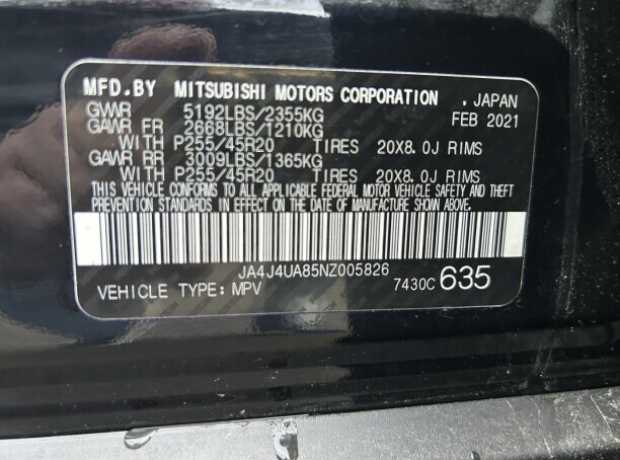 MFD.BY MITSUBISHI MOTORS CORPORATION , JAPAN
GVWR 5192LBS/2355KG FEB 2021
GAWR FR 2668LBS/1210KG
WITH P255/45R20 TIRES 20X8.0J RIMS
GAWR RR 3009LBS/1365KG
WITH P255/45R20 TIRES 20X8.0J RIMS
THIS VEHICLE CONFORMS TO ALL APPLICABLE FEDERAL MOTOR VEHICLE SAFETY AND THEFT
PREVENTION STANDARDS IN EFFECT ON THE DATE OF MANUFACTURE SHOWN ABOVE.
JA4J4UA85NZ005826
VEHICLE TYPE:MPV 7430C 635